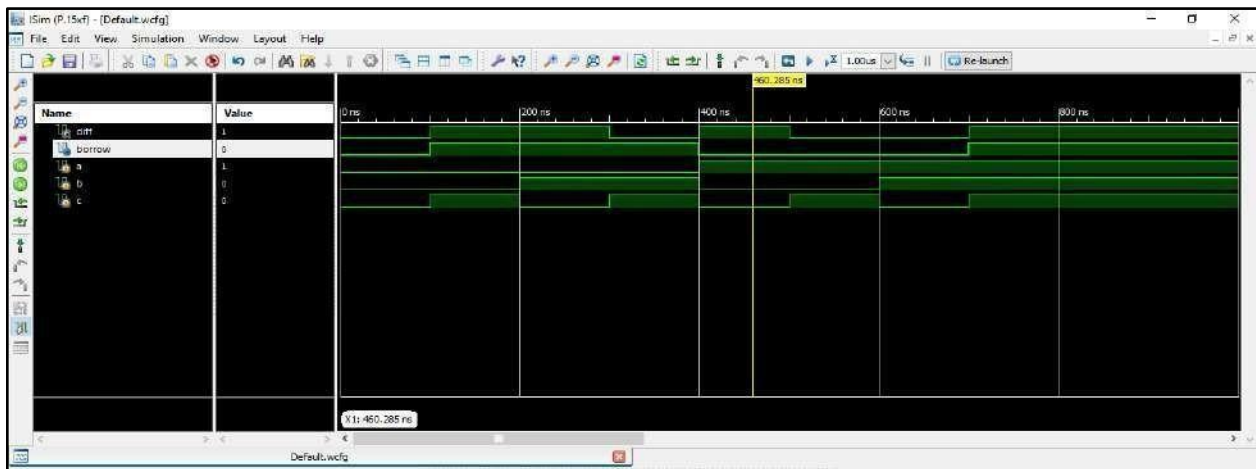 ISim (P.15xf) - [Default.wcfg]
File Edit View Simulation Window Layout Help
1.00us Re-launch
460.285 ns
Name Value 0 ns 200 ns 400 ns 600 ns 800 ns
diff 1
borrow 0
a 1
b 0
c 0
X1: 460.285 ns
Default.wcfg